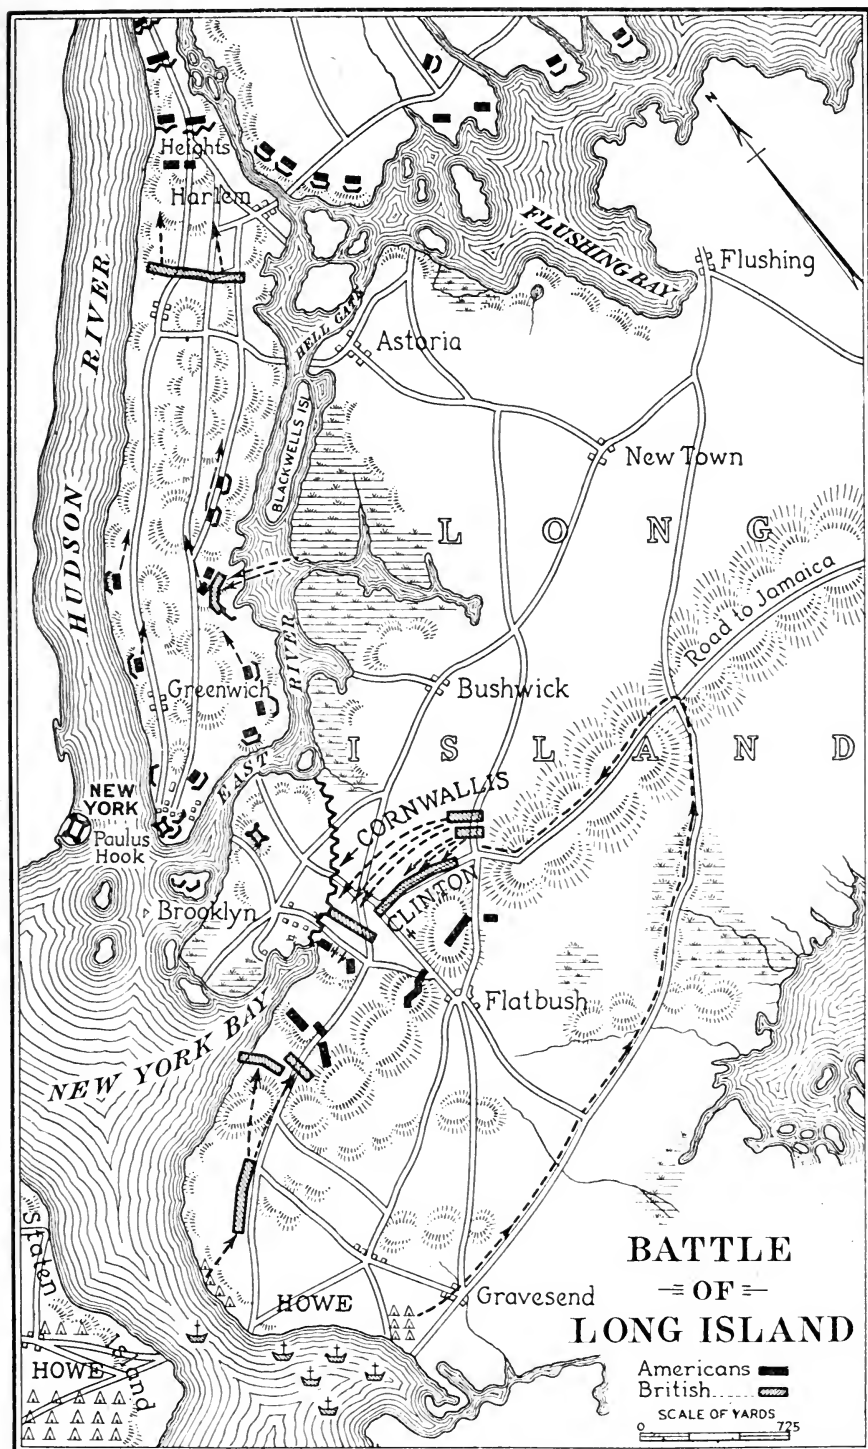 Heights
Harlem
HUDSON RIVER
HELL GATE
BLACKWELLS ISL
FLUSHING BAY
N
Flushing
Astoria
New Town
LONG
ISLAND
Road to Jamaica
Bushwick
Greenwich
EAST RIVER
NEW
YORK
Paulus
Hook
CORNWALLIS
CLINTON
Brooklyn
Flatbush
NEW YORK BAY
Staten
Island
HOWE
HOWE
Gravesend
BATTLE
OF
LONG ISLAND
Americans
British
SCALE OF YARDS
0 725